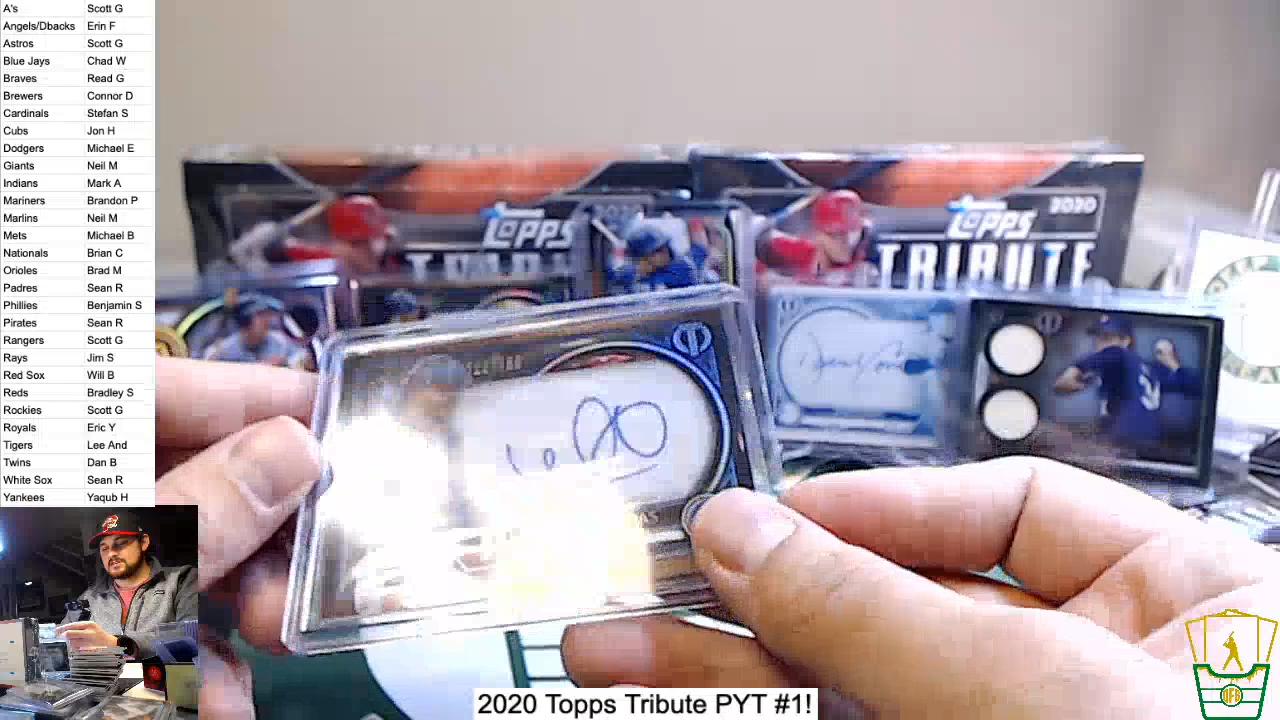 A's Scott G
Angels/Dbacks Erin F
Astros Scott G
Blue Jays Chad W
Braves Read G
Brewers Connor D
Cardinals Stefan S
Cubs Jon H
Dodgers Michael E
Giants Neil M
Indians Mark A
Mariners Brandon P
Marlins Neil M
Mets Michael B
Nationals Brian C
Orioles Brad M
Padres Sean R
Phillies Benjamin S
Pirates Sean R
Rangers Scott G
Rays Jim S
Red Sox Will B
Reds Bradley S
Rockies Scott G
Royals Eric Y
Tigers Lee And
Twins Dan B
White Sox Sean R
Yankees Yaqub H
Topps
2020
Topps
2020
TRIBUTE
2020 Topps Tribute PYT #1!